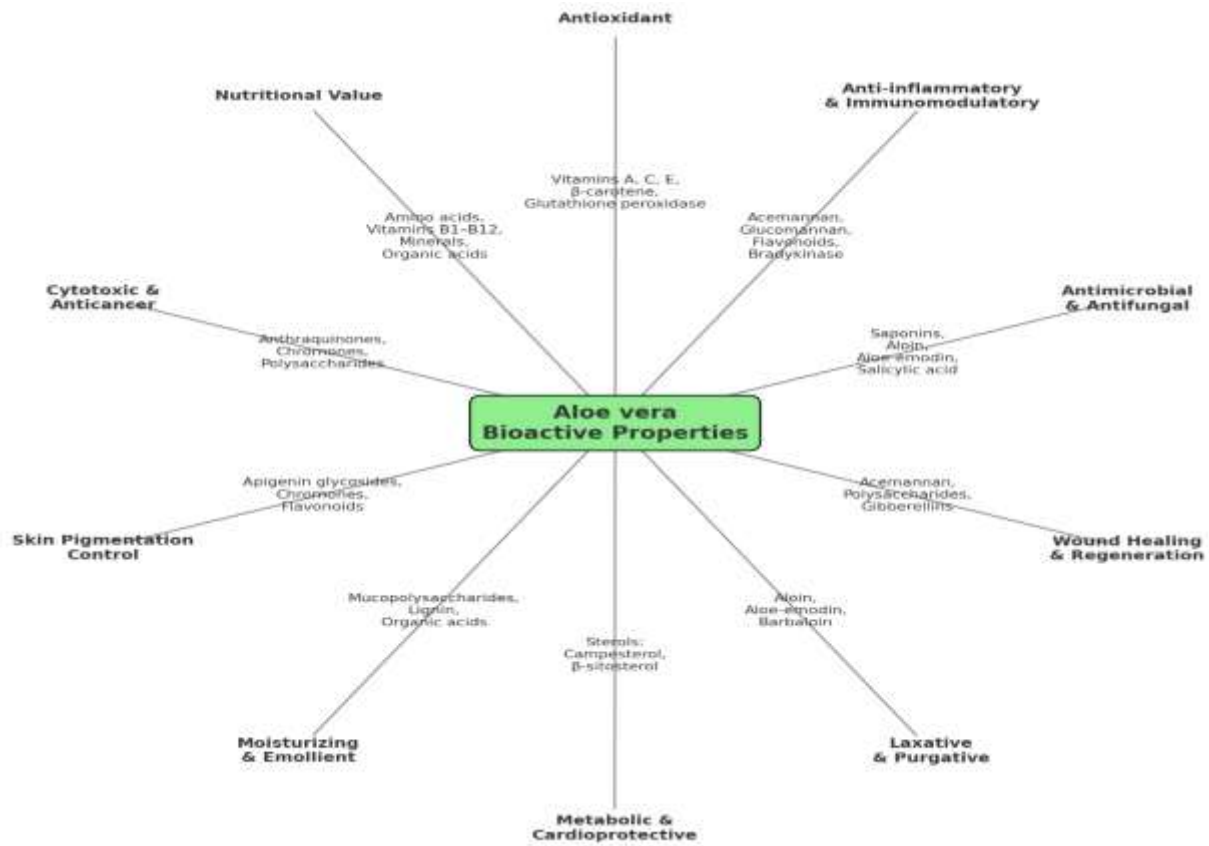 Antioxidant
Nutritional Value
Anti-inflammatory
& Immunomodulatory
Vitamins A, C, E,
β-carotene,
Glutathione peroxidase
Amino acids,
Vitamins B1–B12,
Minerals,
Organic acids
Acemannan,
Glucomannan,
Flavonoids,
Bradykinase
Cytotoxic &
Anticancer
Antimicrobial
& Antifungal
Anthraquinones,
Chromones,
Polysaccharides
Saponins,
Aloin,
Aloe-emodin,
Salicylic acid
Aloe vera
Bioactive Properties
Apigenin glycosides,
Chromones,
Flavonoids
Acemannan,
Polysaccharides,
Gibberellins
Skin Pigmentation
Control
Wound Healing
& Regeneration
Mucopolysaccharides,
Lignin,
Organic acids
Aloin,
Aloe-emodin,
Barbaloin
Sterols:
Campesterol,
β-sitosterol
Moisturizing
& Emollient
Laxative
& Purgative
Metabolic &
Cardioprotective